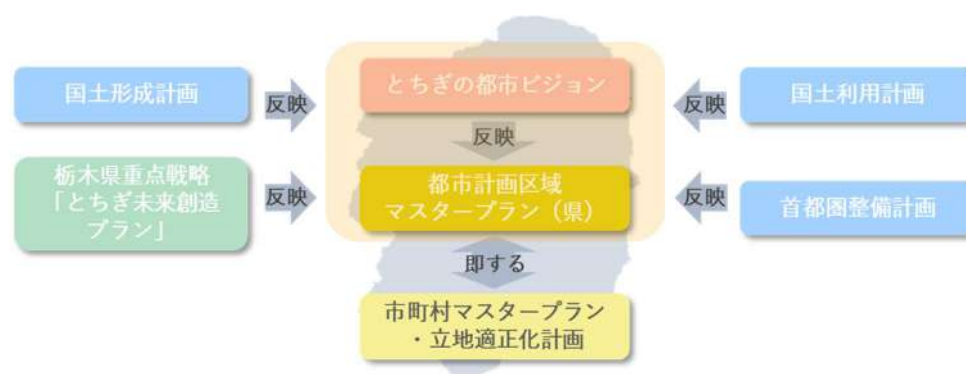 国土形成計画
反映
とちぎの都市ビジョン
反映
国土利用計画
反映
栃木県重点戦略
「とちぎ未来創造
プラン」
反映
都市計画区域
マスタープラン（県）
反映
首都圏整備計画
即する
市町村マスタープラン
・立地適正化計画